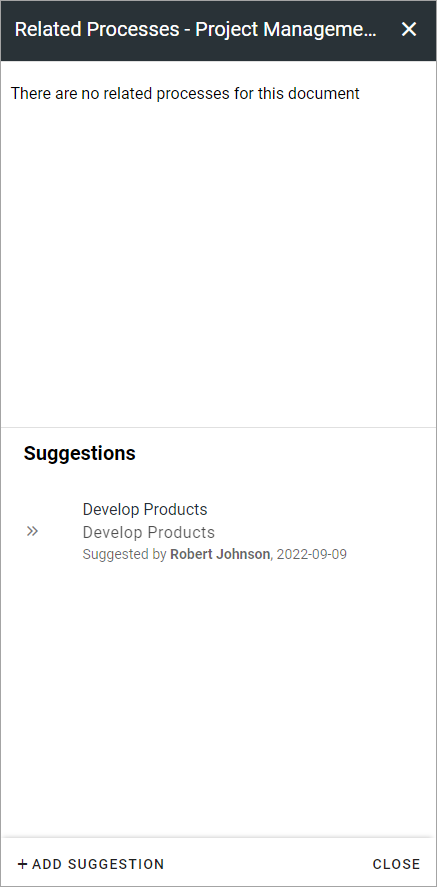 Related Processes - Project Manageme...
There are no related processes for this document
Suggestions
Develop Products
Develop Products
Suggested by Robert Johnson, 2022-09-09
+ ADD SUGGESTION
CLOSE